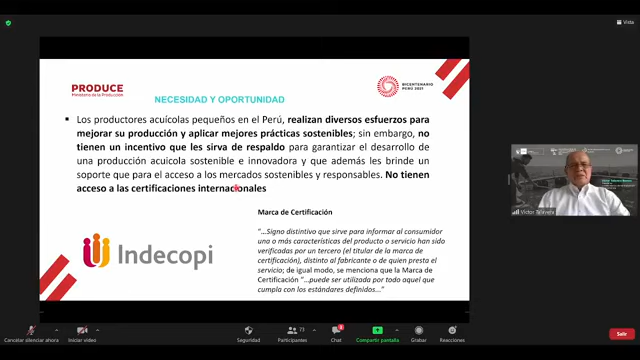 Vista
PRODUCE
Ministerio de la Producción
BICENTENARIO
PERÚ 2021
NECESIDAD Y OPORTUNIDAD
▪ Los productores acuícolas pequeños en el Perú, realizan diversos esfuerzos para
mejorar su producción y aplicar mejores prácticas sostenibles; sin embargo, no
tienen un incentivo que les sirva de respaldo para garantizar el desarrollo de
una producción acuicola sostenible e innovadora y que además les brinde un
soporte que para el acceso a los mercados sostenibles y responsables. No tienen
acceso a las certificaciones internacionales
Marca de Certificación
"...Signo distintivo que sirve para informar al consumidor
una o más características del producto o servicio han sido
verificadas por un tercero (el titular de la marca de
certificación), distinto al fabricante o de quien presta el
servicio; de igual modo, se menciona que la Marca de
Certificación "...puede ser utilizada por todo aquel que
cumpla con los estándares definidos..."
Indecopi
Víctor Talavera
Cancelar silenciar ahora
Iniciar video
Seguridad
Participantes
73
Chat
Compartir pantalla
Grabar
Reacciones
Salir